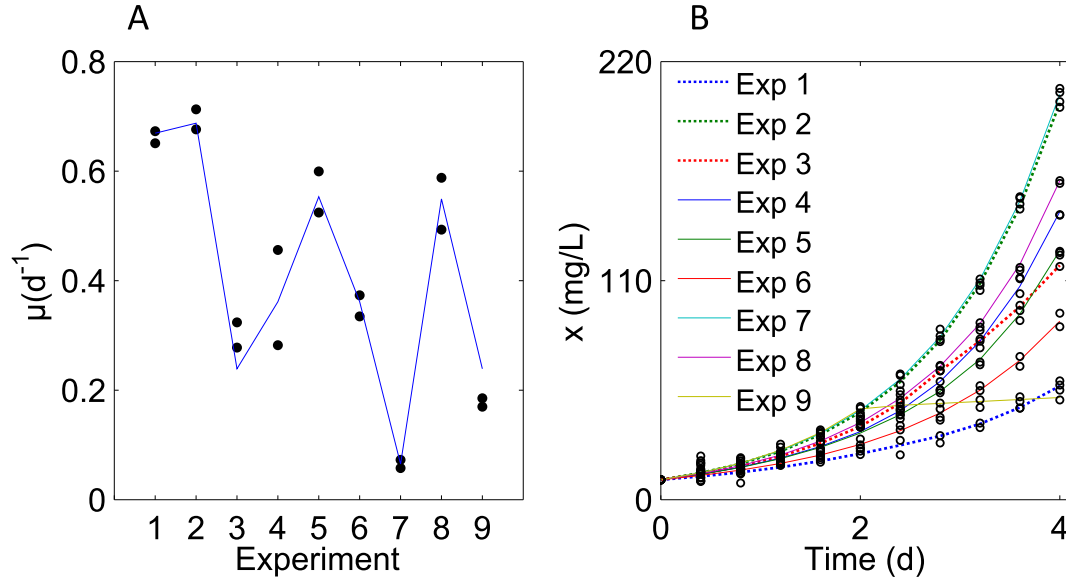 A
0.8
0.6
0.4
0.2
0
μ(d⁻¹)
1 2 3 4 5 6 7 8 9
Experiment
B
220
110
0
x (mg/L)
Exp 1
Exp 2
Exp 3
Exp 4
Exp 5
Exp 6
Exp 7
Exp 8
Exp 9
0 2 4
Time (d)